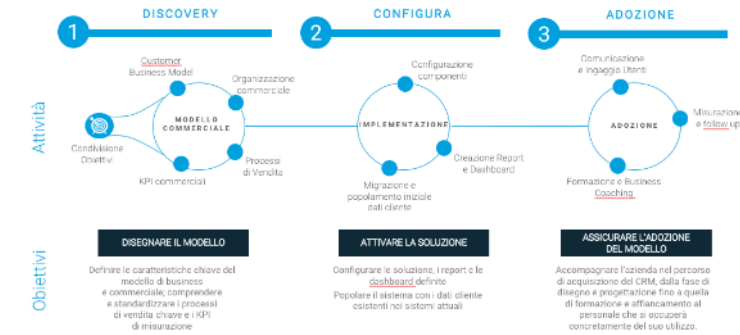 1
DISCOVERY
2
CONFIGURA
3
ADOZIONE
Attività
Condivisione
Obiettivi
Customer
Business Model
Organizzazione
commerciale
MODELLO
COMMERCIALE
Processi
di Vendita
KPI commerciali
Configurazione
componenti
IMPLEMENTAZIONE
Creazione Report
e Dashboard
Migrazione e
popolamento iniziale
dati cliente
Comunicazione
e Ingaggio Utenti
ADOZIONE
Misurazione
e follow up
Formazione e Business
Coaching
Obiettivi
DISEGNARE IL MODELLO
Definire le caratteristiche chiave del
modello di business
e commerciale; comprendere
e standardizzare i processi
di vendita chiave e i KPI
di misurazione
ATTIVARE LA SOLUZIONE
Configurare le soluzione, i report e le
dashboard definite
Popolare il sistema con i dati cliente
esistenti nei sistemi attuali
ASSICURARE L'ADOZIONE
DEL MODELLO
Accompagnare l'azienda nel percorso
di acquisizione del CRM, dalla fase di
disegno e progettazione fino a quella
di formazione e affiancamento al
personale che si occuperà
concretamente del suo utilizzo.